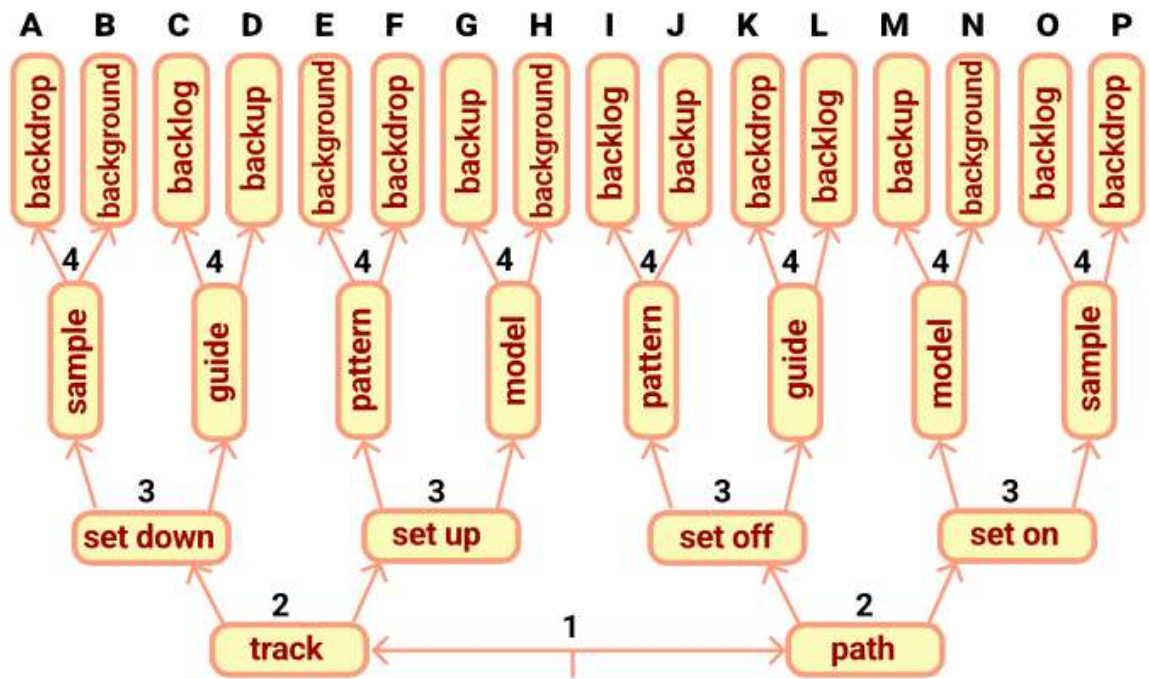 A B C D E F G H I J K L M N O P
backdrop background backlog backup background backdrop backup background backlog backup backdrop backlog backup background backlog backdrop
4 4 4 4 4 4 4 4
sample guide pattern model pattern guide model sample
3 3 3 3
set down set up set off set on
2 2
1
track path